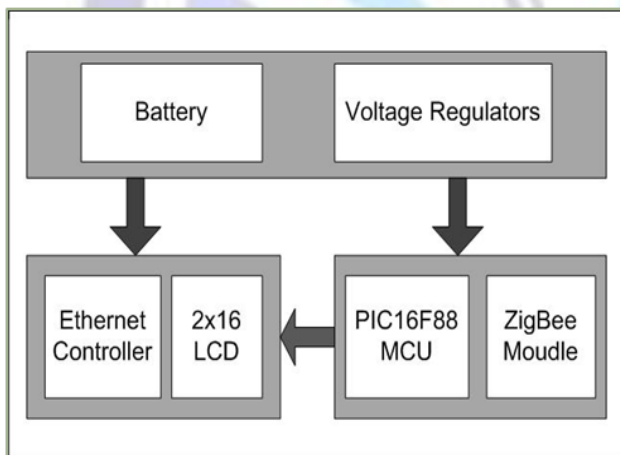 Battery
Voltage Regulators
Ethernet
Controller
2x16
LCD
PIC16F88
MCU
ZigBee
Moudle